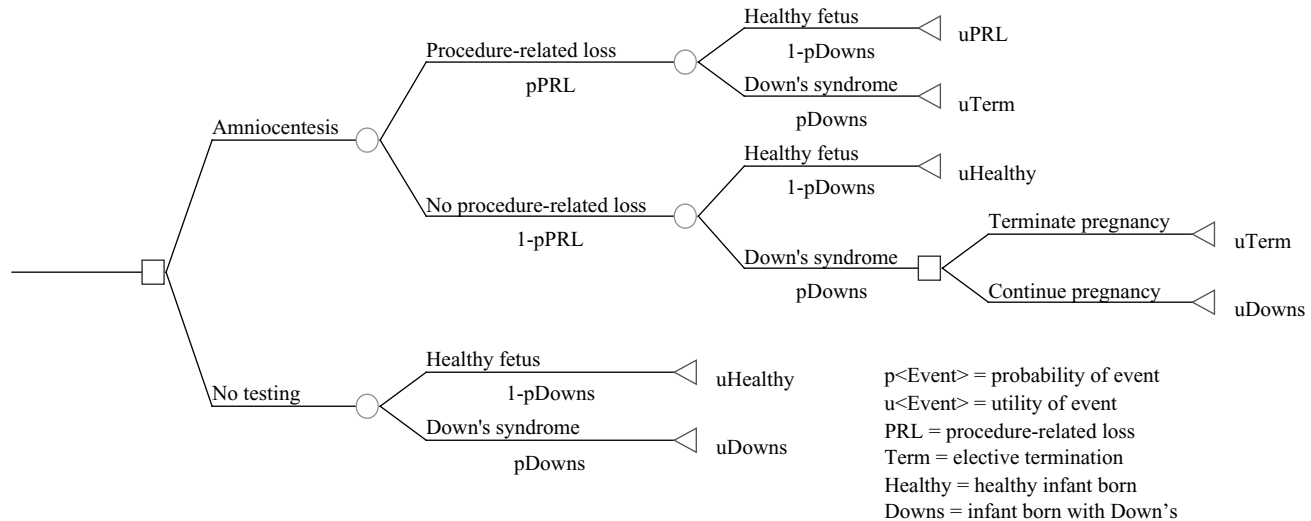 Healthy fetus
uPRL
1-pDowns
Procedure-related loss
pPRL
Down's syndrome
uTerm
pDowns
Amniocentesis
Healthy fetus
uHealthy
1-pDowns
No procedure-related loss
1-pPRL
Terminate pregnancy
uTerm
Down's syndrome
pDowns
Continue pregnancy
uDowns
Healthy fetus
uHealthy
1-pDowns
No testing
Down's syndrome
uDowns
pDowns
p<Event> = probability of event
u<Event> = utility of event
PRL = procedure-related loss
Term = elective termination
Healthy = healthy infant born
Downs = infant born with Down’s